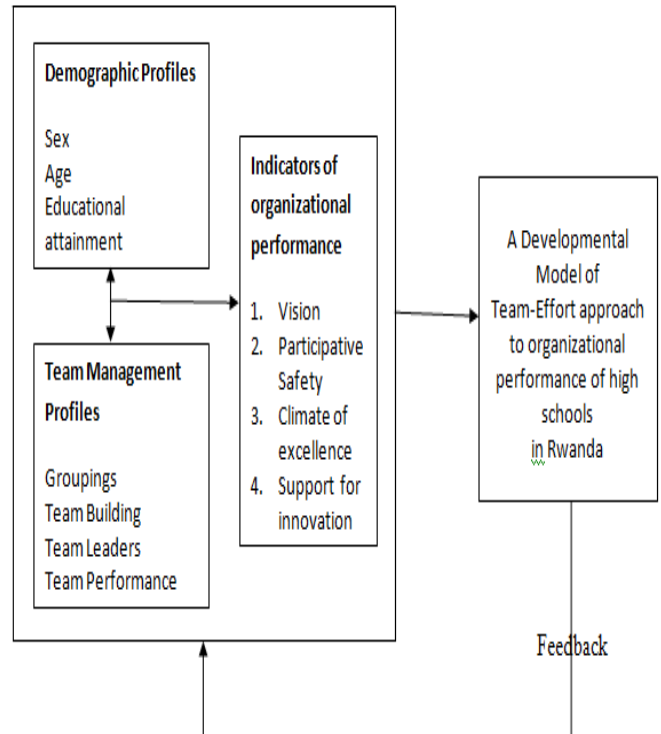 Demographic Profiles
Sex
Age
Educational
attainment
Team Management
Profiles
Groupings
Team Building
Team Leaders
Team Performance
Indicators of
organizational
performance
1. Vision
2. Participative
Safety
3. Climate of
excellence
4. Support for
innovation
A Developmental
Model of
Team-Effort approach
to organizational
performance of high
schools
in Rwanda
Feedback